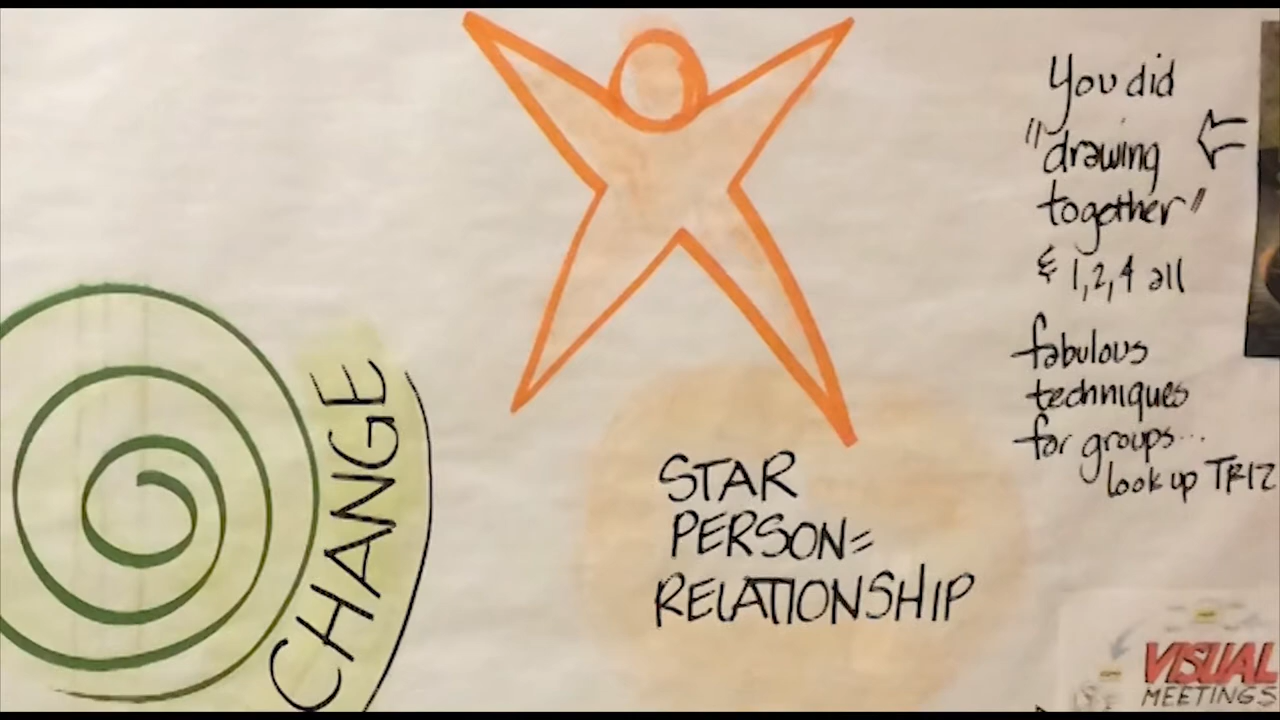 CHANGE
STAR
PERSON=
RELATIONSHIP
You did
"drawing
together"
& 1,2,4 all
fabulous
techniques
for groups...
look up TRIZ
VISUAL
MEETINGS